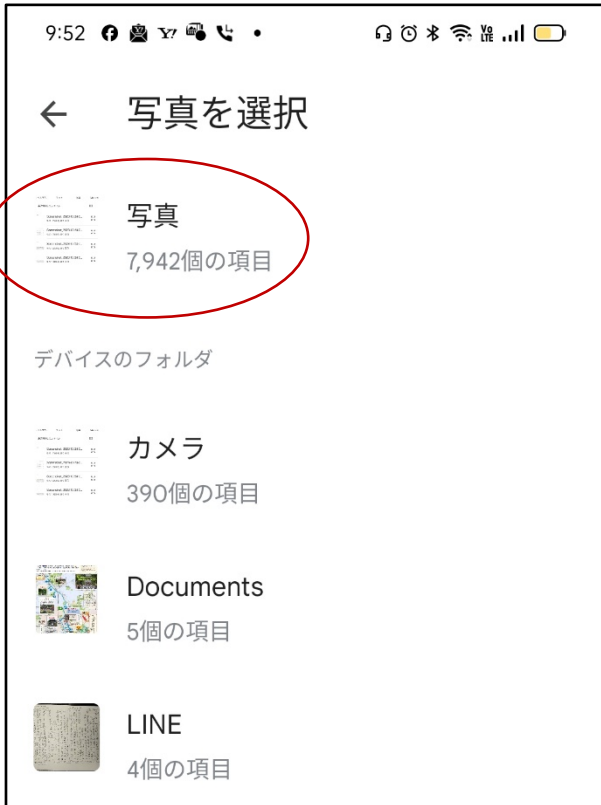 9:52
← 写真を選択
写真
7,942個の項目
デバイスのフォルダ
カメラ
390個の項目
Documents
5個の項目
LINE
4個の項目